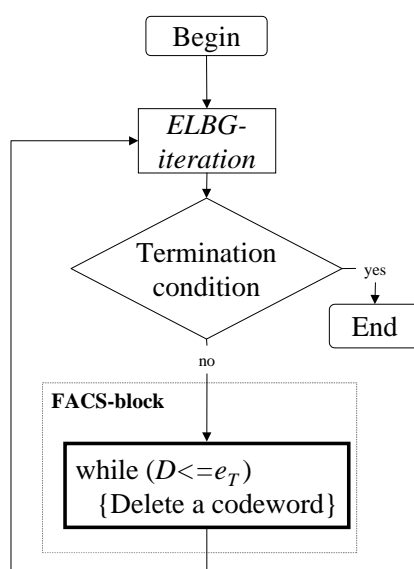 Begin
ELBG-
iteration
Termination
condition
yes
End
no
FACS-block
while (D<=e_T)
{Delete a codeword}